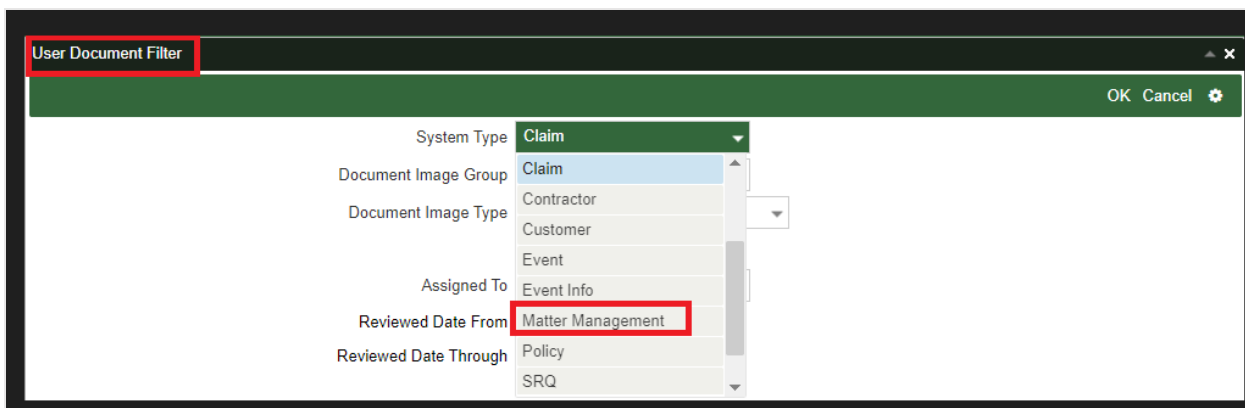 User Document Filter
OK Cancel
System Type Claim
Document Image Group Claim
Contractor
Document Image Type
Customer
Event
Assigned To Event Info
Reviewed Date From Matter Management
Reviewed Date Through Policy
SRQ